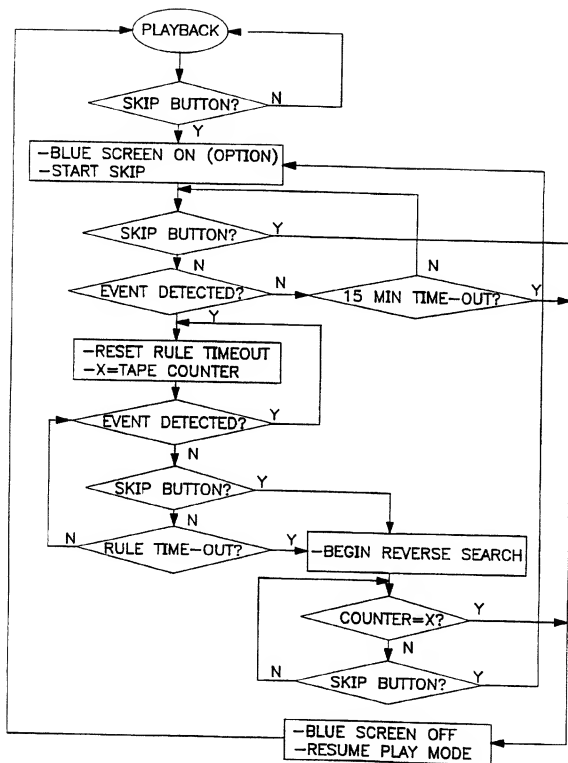 PLAYBACK
SKIP BUTTON?
N
Y
-BLUE SCREEN ON (OPTION)
-START SKIP
SKIP BUTTON?
Y
N
N
EVENT DETECTED?
N
15 MIN TIME-OUT?
Y
Y
-RESET RULE TIMEOUT
-X=TAPE COUNTER
EVENT DETECTED?
Y
N
SKIP BUTTON?
Y
N
N
RULE TIME-OUT?
Y
-BEGIN REVERSE SEARCH
COUNTER=X?
Y
N
N
SKIP BUTTON?
Y
-BLUE SCREEN OFF
-RESUME PLAY MODE